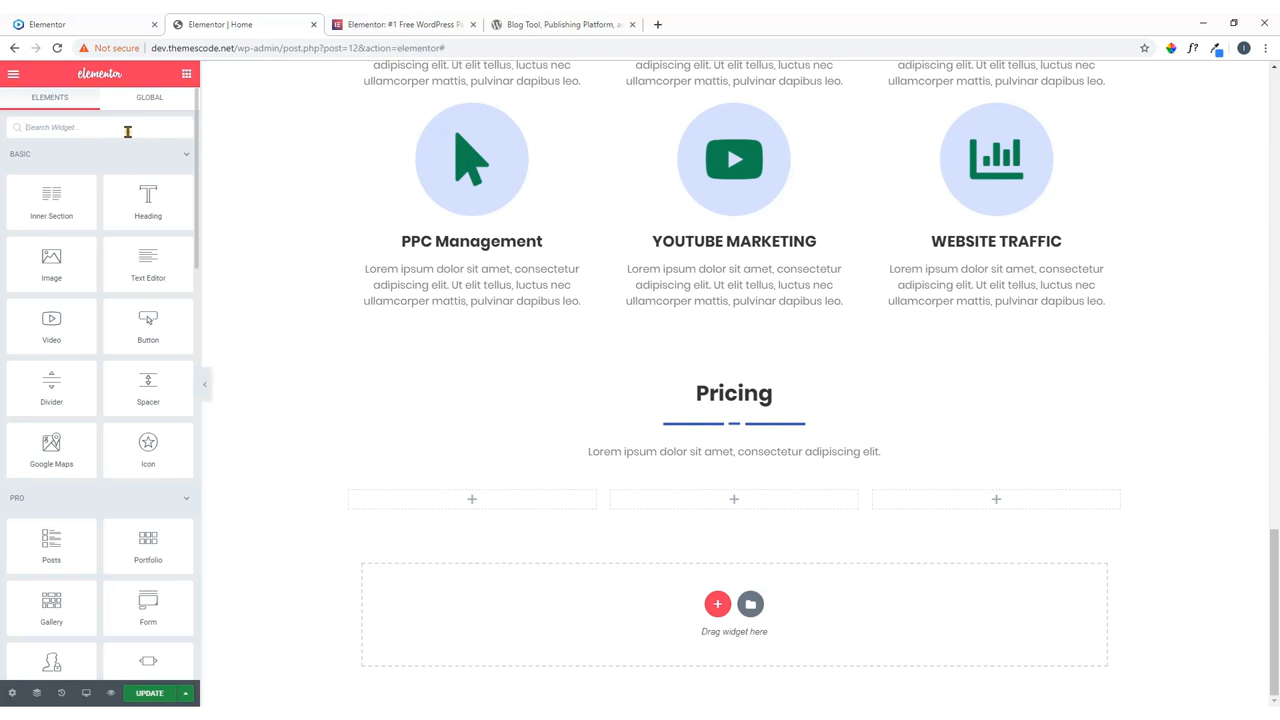 Elementor
Elementor | Home
Elementor: #1 Free WordPress Pa
Blog Tool, Publishing Platform, a
Not secure
dev.themescode.net/wp-admin/post.php?post=12&action=elementor#
f?
I
elementor
ELEMENTS
GLOBAL
Search Widget...
BASIC
Inner Section
Heading
Image
Text Editor
Video
Button
Divider
Spacer
Google Maps
Icon
PRO
Posts
Portfolio
Gallery
Form
UPDATE
adipiscing elit. Ut elit tellus, luctus nec
ullamcorper mattis, pulvinar dapibus leo.
adipiscing elit. Ut elit tellus, luctus nec
ullamcorper mattis, pulvinar dapibus leo.
adipiscing elit. Ut elit tellus, luctus nec
ullamcorper mattis, pulvinar dapibus leo.
PPC Management
Lorem ipsum dolor sit amet, consectetur
adipiscing elit. Ut elit tellus, luctus nec
ullamcorper mattis, pulvinar dapibus leo.
YOUTUBE MARKETING
Lorem ipsum dolor sit amet, consectetur
adipiscing elit. Ut elit tellus, luctus nec
ullamcorper mattis, pulvinar dapibus leo.
WEBSITE TRAFFIC
Lorem ipsum dolor sit amet, consectetur
adipiscing elit. Ut elit tellus, luctus nec
ullamcorper mattis, pulvinar dapibus leo.
Pricing
Lorem ipsum dolor sit amet, consectetur adipiscing elit.
Drag widget here